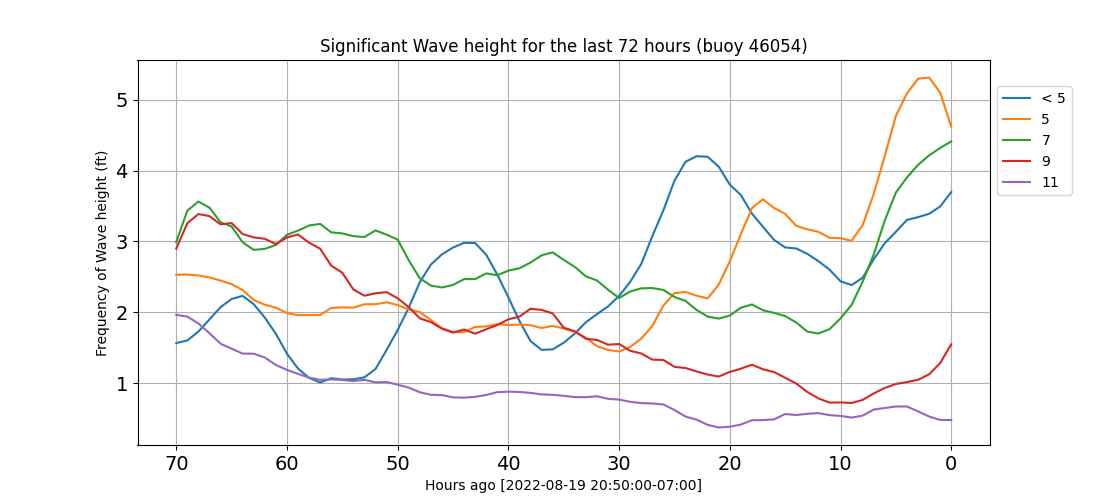 Significant Wave height for the last 72 hours (buoy 46054)
Frequency of Wave height (ft)
5
4
3
2
1
70 60 50 40 30 20 10 0
Hours ago [2022-08-19 20:50:00-07:00]
< 5
5
7
9
11